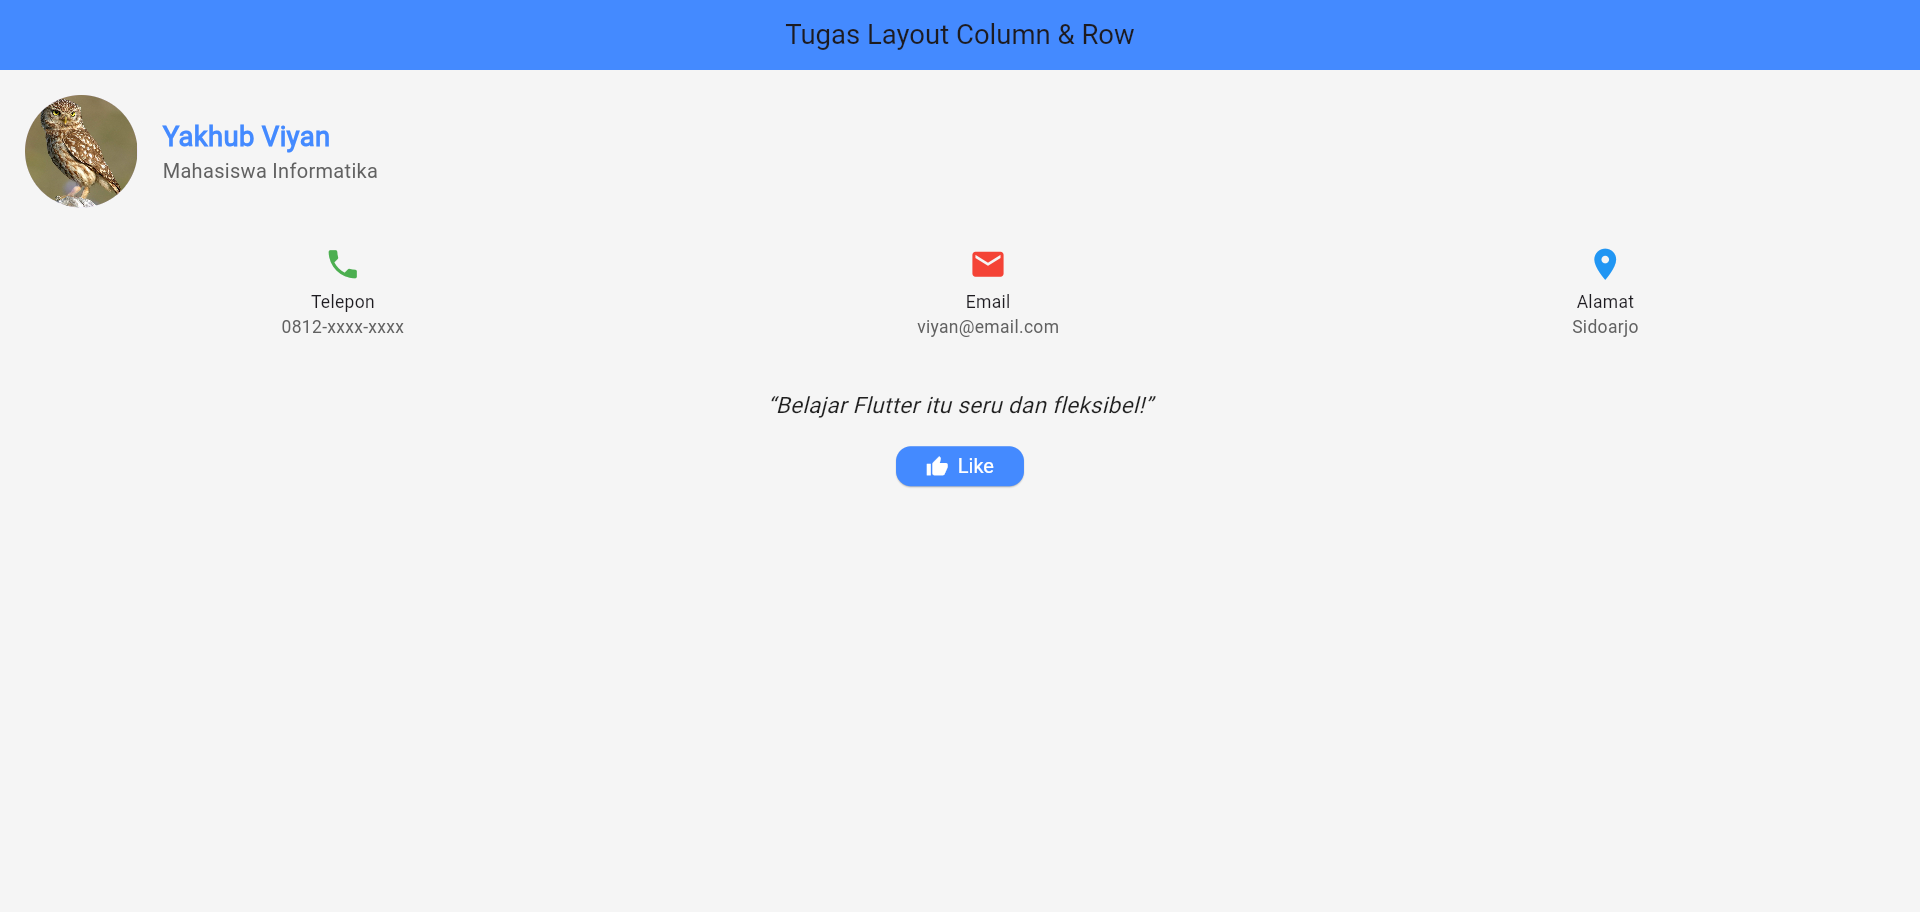 Tugas Layout Column & Row
Yakhub Viyan
Mahasiswa Informatika
Telepon
0812-xxxx-xxxx
Email
viyan@email.com
Alamat
Sidoarjo
“Belajar Flutter itu seru dan fleksibel!”
Like